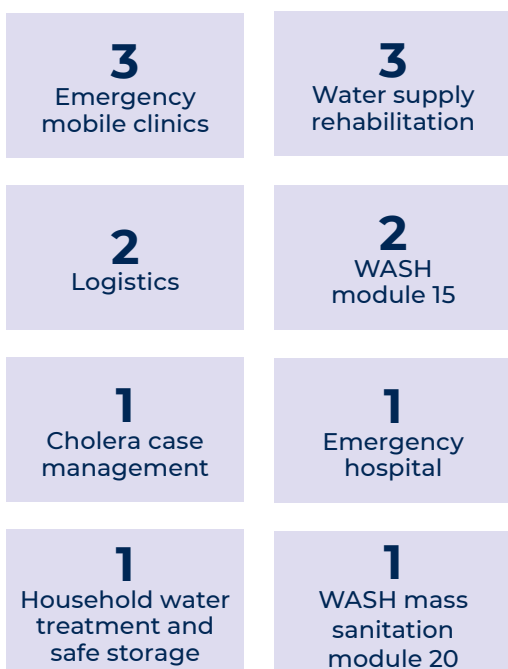 3
Emergency
mobile clinics
3
Water supply
rehabilitation
2
Logistics
2
WASH
module 15
1
Cholera case
management
1
Emergency
hospital
1
Household water
treatment and
safe storage
1
WASH mass
sanitation
module 20